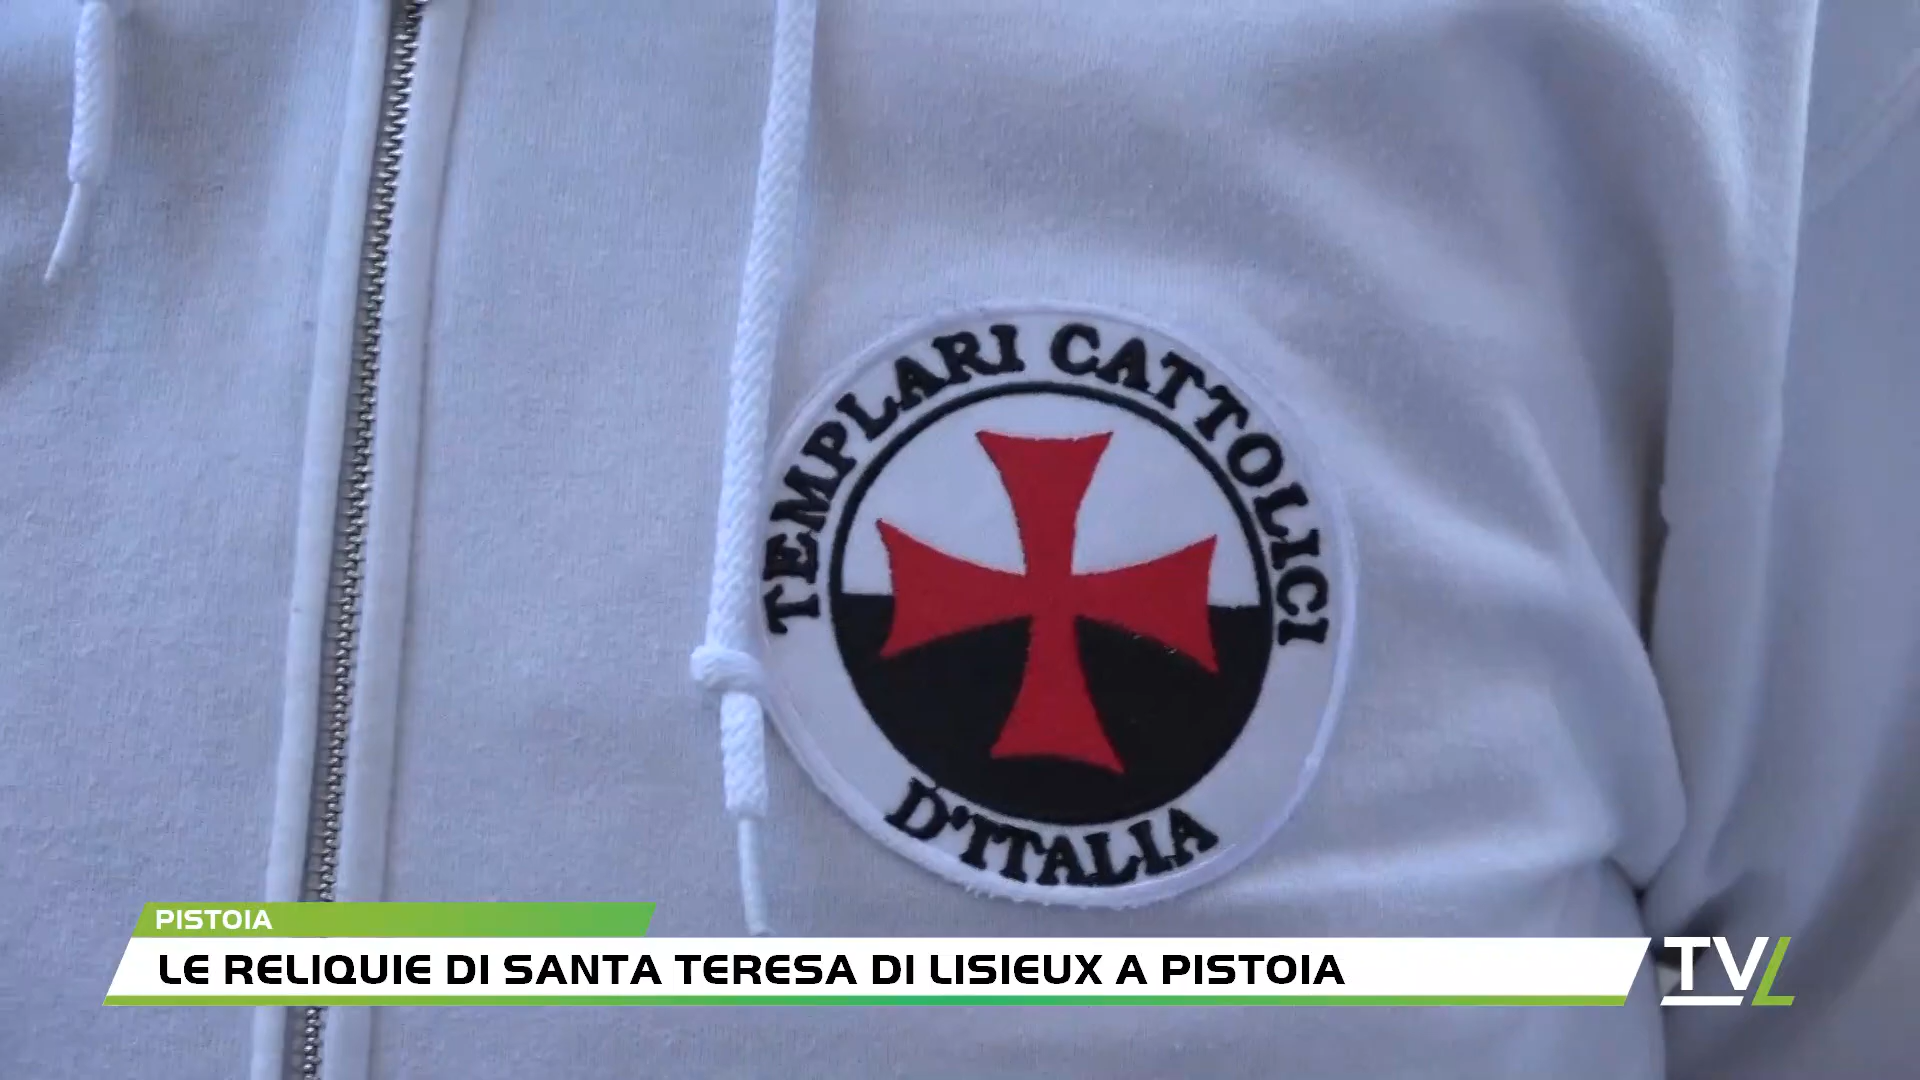 TEMPLARI CATTOLICI
D'ITALIA
PISTOIA
LE RELIQUIE DI SANTA TERESA DI LISIEUX A PISTOIA
TVL